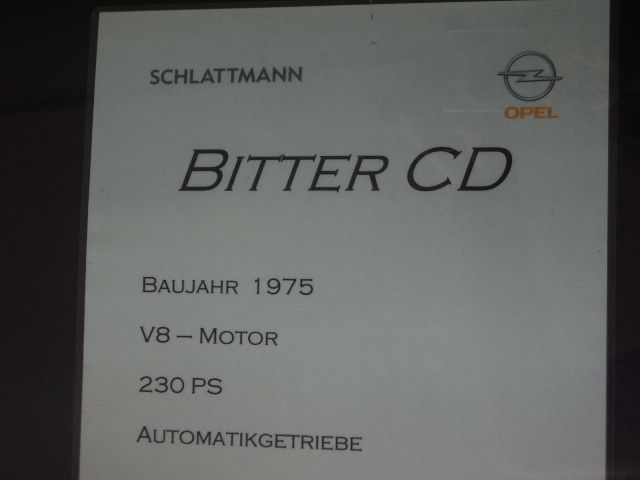 SCHLATTMANN
OPEL
BITTER CD
BAUJAHR 1975
V8 – MOTOR
230 PS
AUTOMATIKGETRIEBE